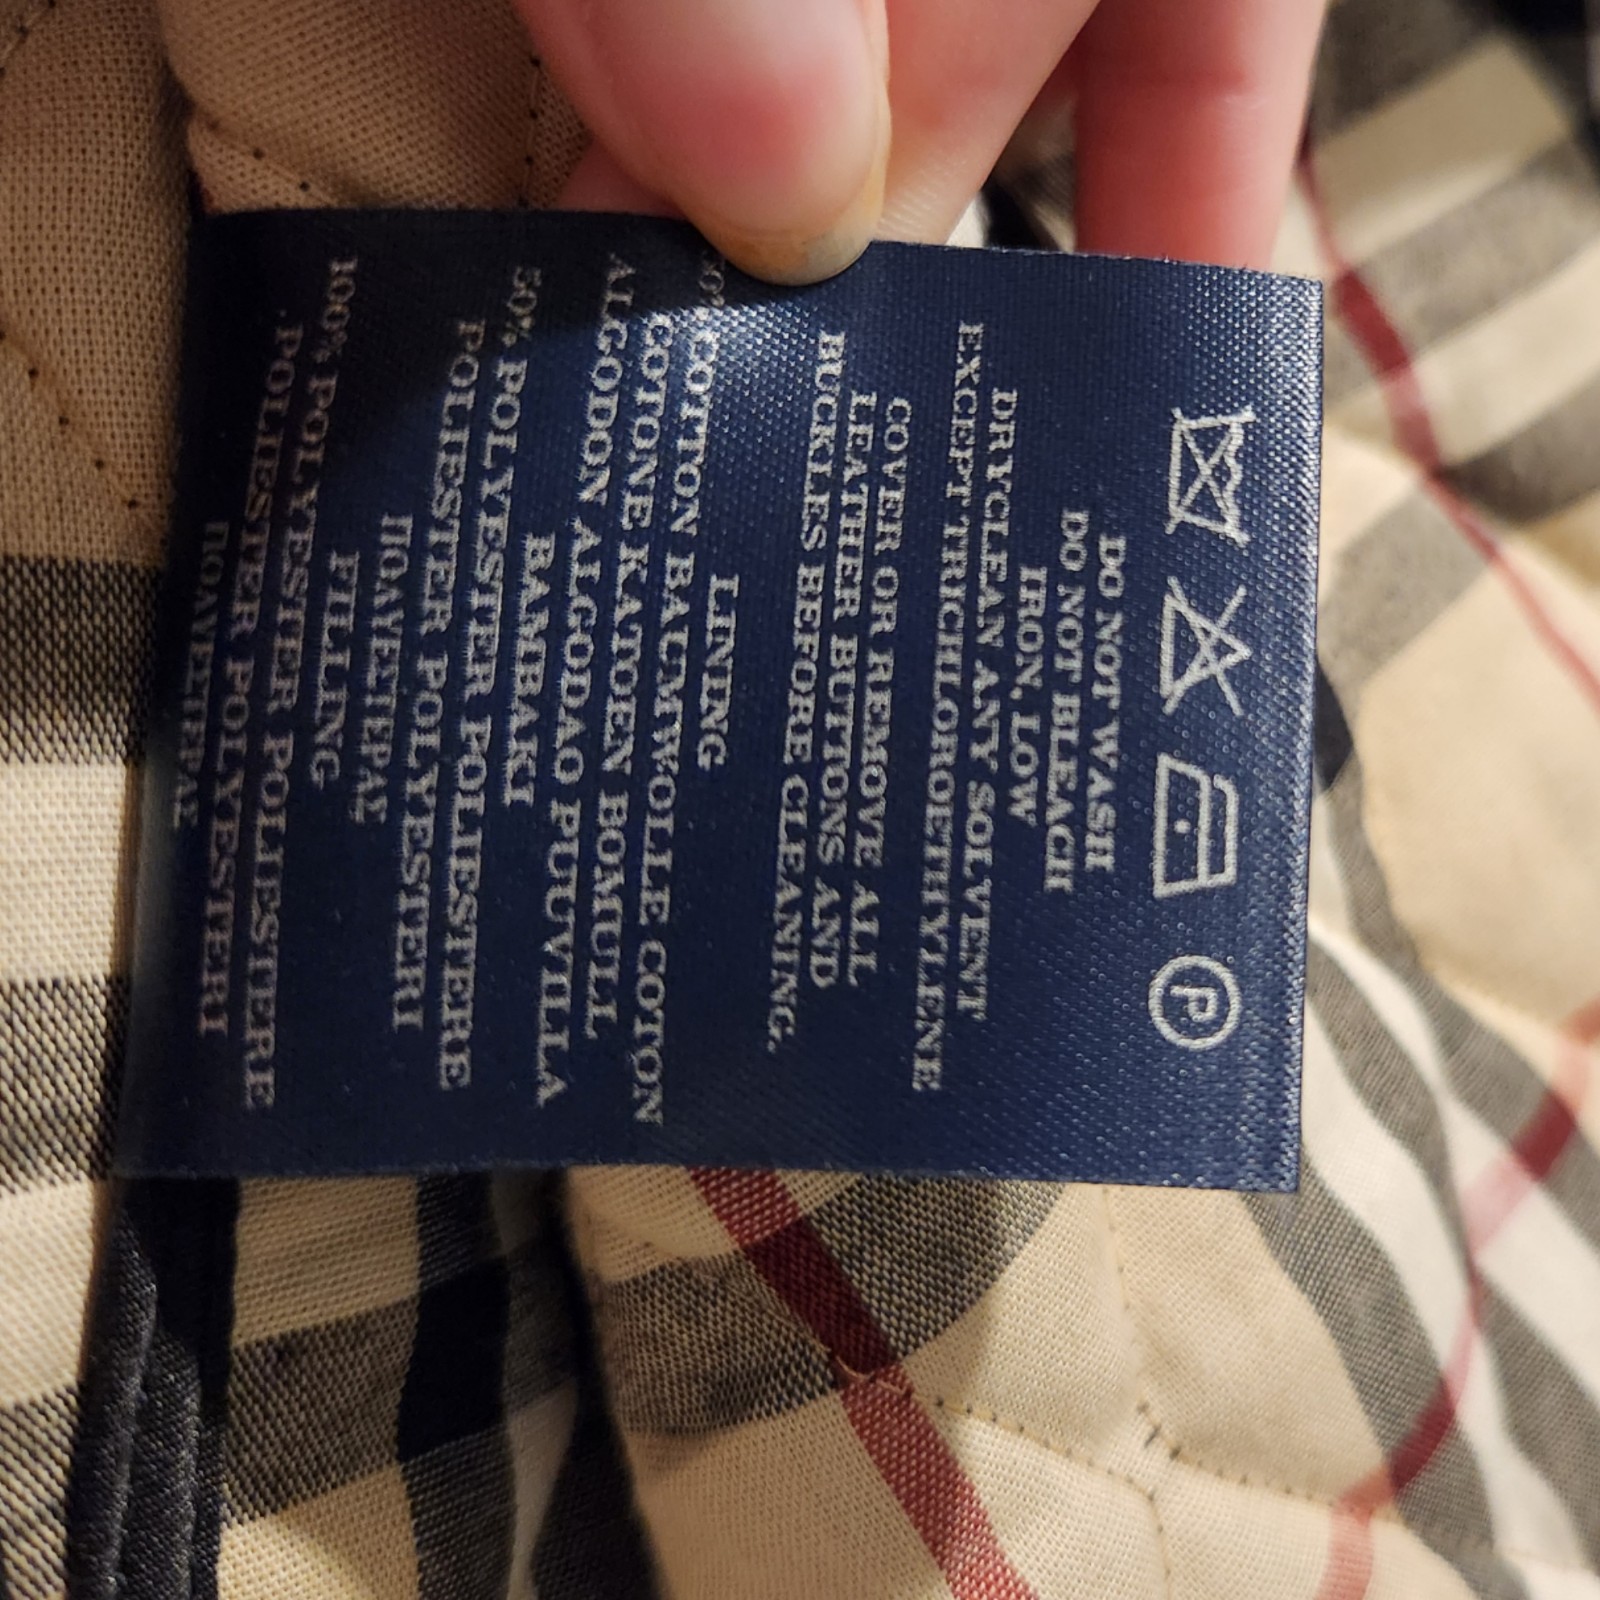 P
DO NOT WASH
DO NOT BLEACH
IRON, LOW
DRYCLEAN ANY SOLVENT
EXCEPT TRICHLOROETHYLENE
COVER OR REMOVE ALL
LEATHER BUTTONS AND
BUCKLES BEFORE CLEANING.
LINING
COTTON BAUMWOLLE COTON
COTONE KATOEN BOMULL
ALGODON ALGODAO PUUVILLA
BAMBAKI
50% POLYESTER POLIESTERE
POLIESTER POLYESTERI
ΠΟΛΥΕΣΤΕΡΑΣ
FILLING
100% POLYESTER POLIESTERE
POLIESTER POLYESTERI
ΠΟΛΥΕΣΤΕΡΑΣ